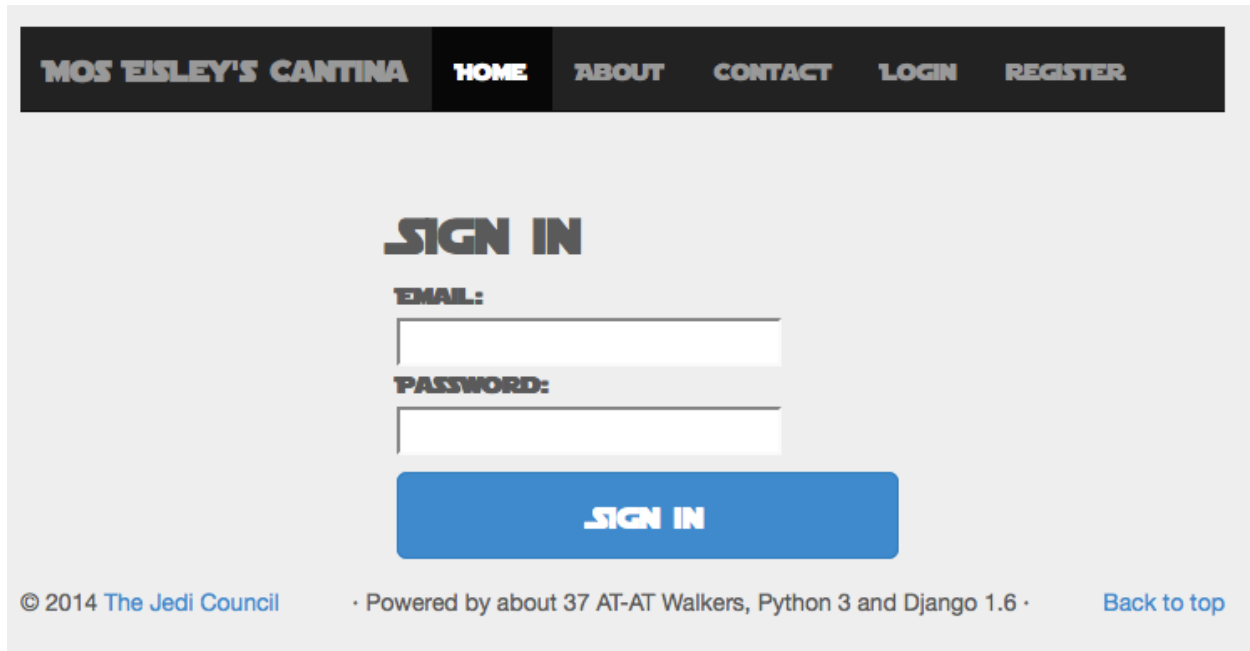 Mos Eisley's Cantina Home About Contact Login Register
Sign in
Email:
Password:
Sign in
© 2014 The Jedi Council · Powered by about 37 AT-AT Walkers, Python 3 and Django 1.6 · Back to top